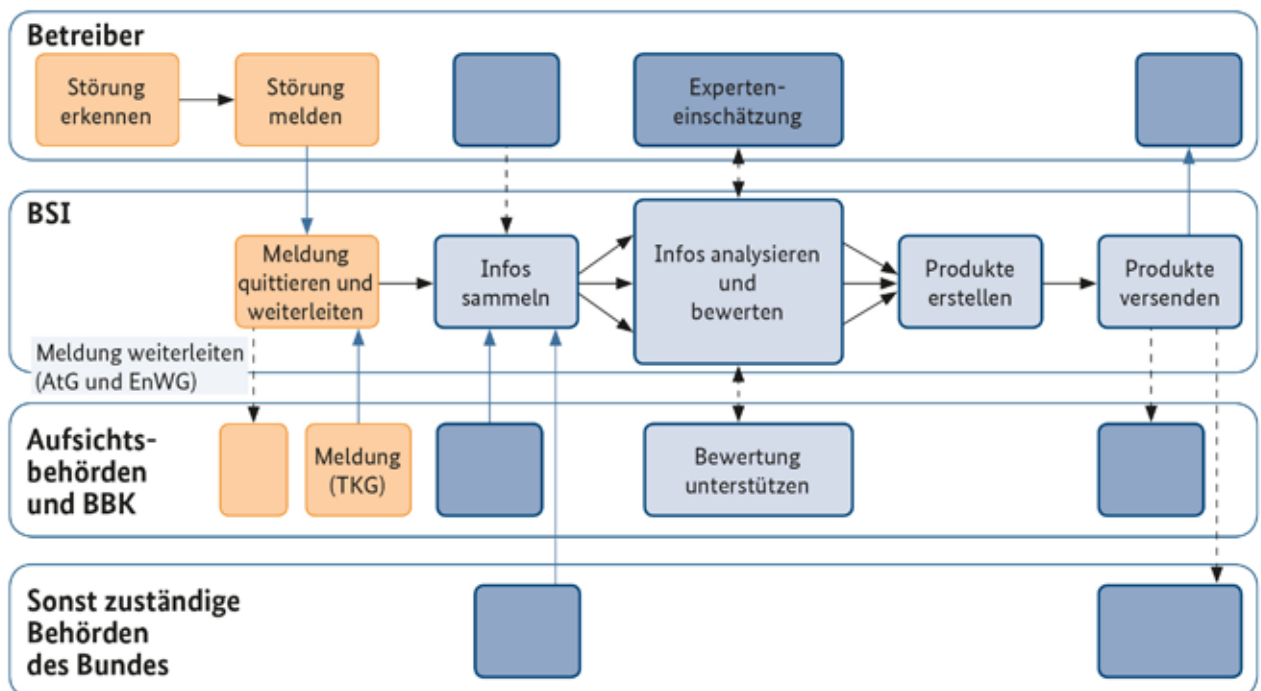 Betreiber
Störung
erkennen
Störung
melden
Experten-
einschätzung
BSI
Meldung
quittieren und
weiterleiten
Infos
sammeln
Infos analysieren
und
bewerten
Produkte
erstellen
Produkte
versenden
Meldung weiterleiten
(AtG und EnWG)
Aufsichts-
behörden
und BBK
Meldung
(TKG)
Bewertung
unterstützen
Sonst zuständige
Behörden
des Bundes